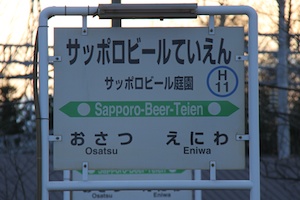 サッポロビールていえん
サッポロビール庭園
H
11
Sapporo-Beer-Teien
おさつ えにわ
Osatsu Eniwa